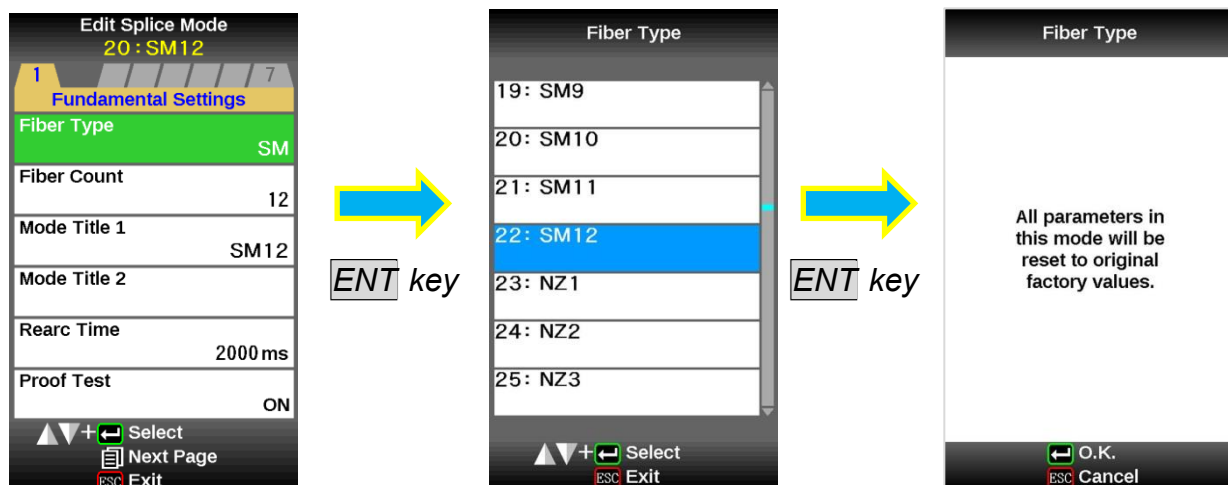 Edit Splice Mode
20:SM12
1
7
Fundamental Settings
Fiber Type
SM
Fiber Count
12
Mode Title 1
SM12
Mode Title 2
Rearc Time
2000 ms
Proof Test
ON
+ Select
Next Page
ESC Exit
ENT key
Fiber Type
19: SM9
20: SM10
21: SM11
22: SM12
23: NZ1
24: NZ2
25: NZ3
+ Select
ESC Exit
ENT key
Fiber Type
All parameters in
this mode will be
reset to original
factory values.
O.K.
ESC Cancel